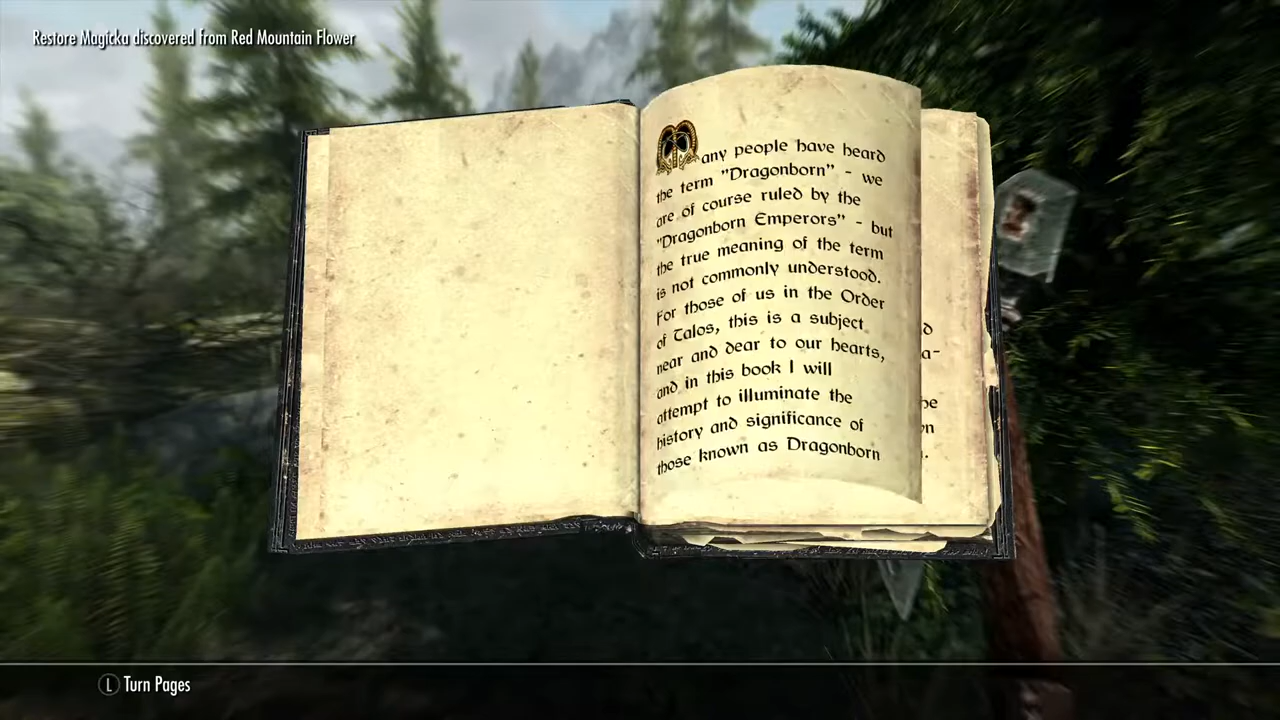 Restore Magicka discovered from Red Mountain Flower
Many people have heard
the term "Dragonborn" - we
are of course ruled by the
"Dragonborn Emperors" - but
the true meaning of the term
is not commonly understood.
For those of us in the Order
of Talos, this is a subject
near and dear to our hearts,
and in this book I will
attempt to illuminate the
history and significance of
those known as Dragonborn
L Turn Pages